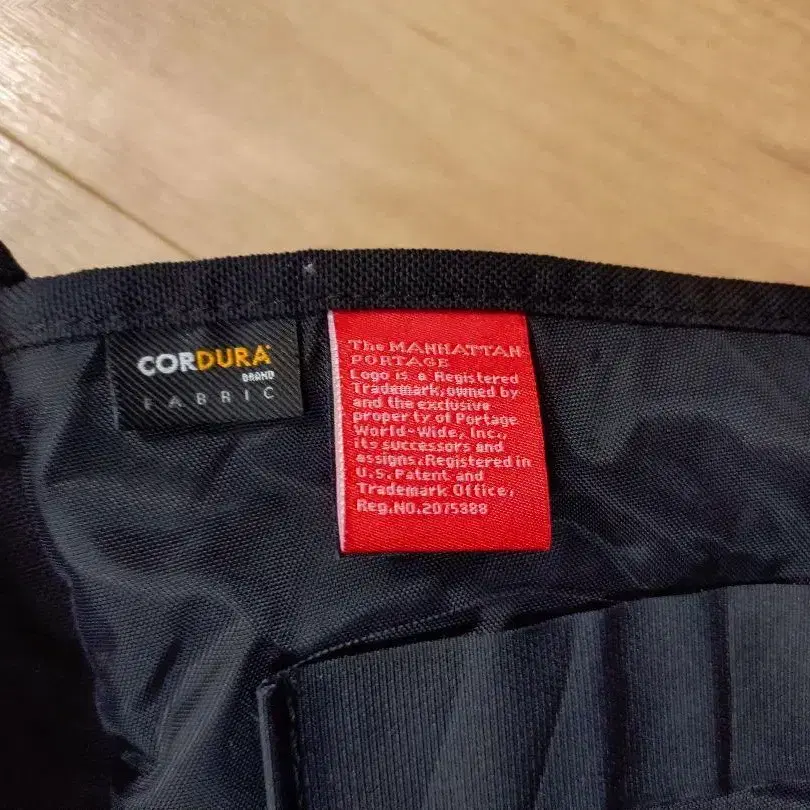 CORDURA
BRAND
FABRIC
The MANHATTAN
PORTAGE
Logo is a Registered
Trademark,owned by
and the exclusive
property of Portage
World-Wide, Inc.,
its successors and
assigns.Registered in
U.S.Patent and
Trademark Office,
Reg.NO.2075388